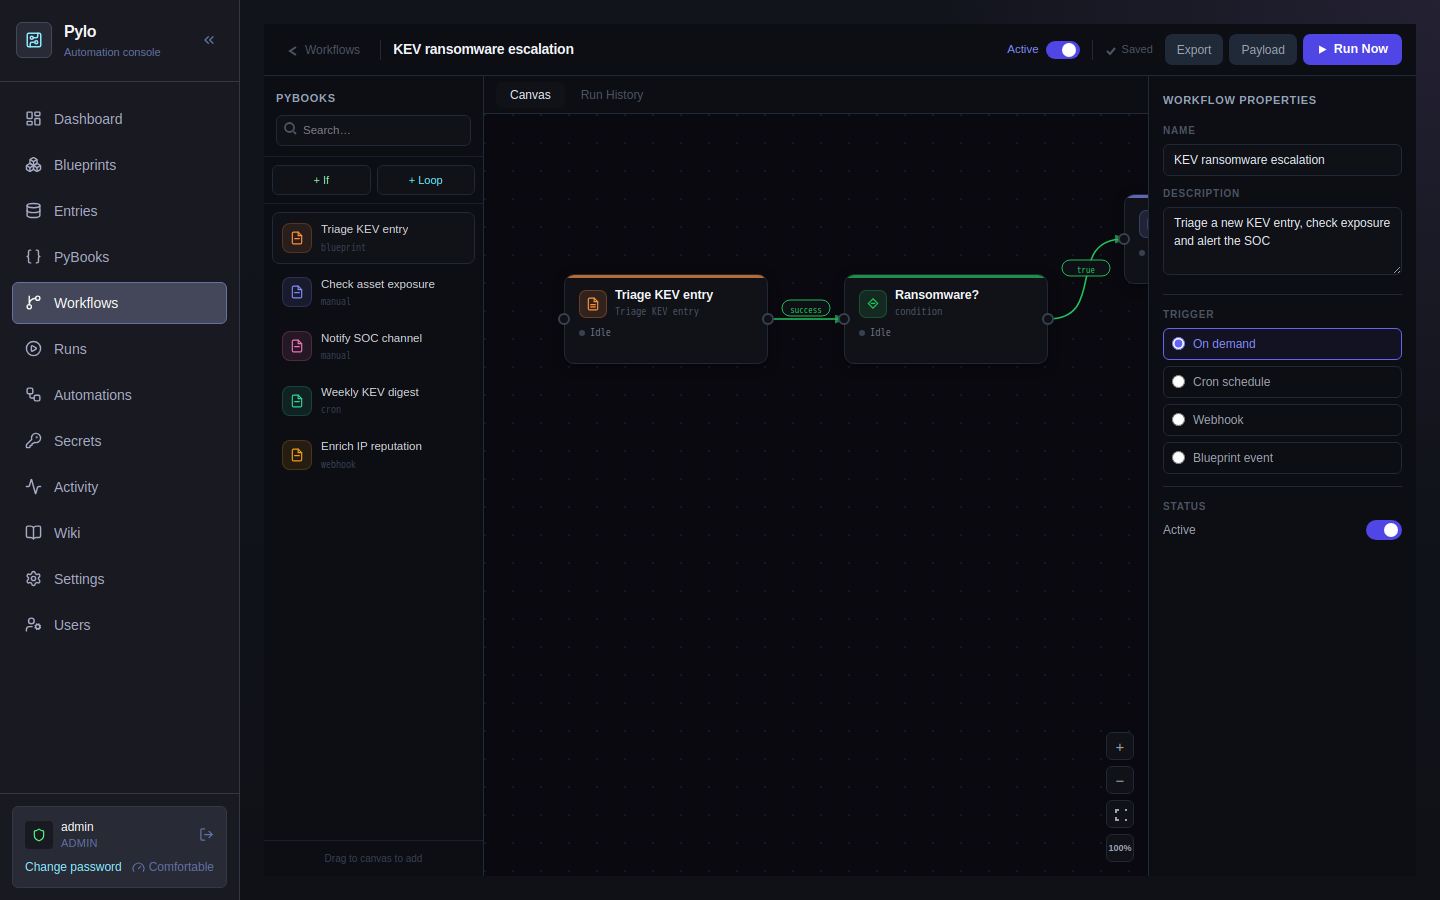 Pylo
Automation console
Dashboard
Blueprints
Entries
PyBooks
Workflows
Runs
Automations
Secrets
Activity
Wiki
Settings
Users
admin
ADMIN
Change password
Comfortable
Workflows
KEV ransomware escalation
Active
Saved
Export
Payload
Run Now
PYBOOKS
Search…
+ If
+ Loop
Triage KEV entry
blueprint
Check asset exposure
manual
Notify SOC channel
manual
Weekly KEV digest
cron
Enrich IP reputation
webhook
Drag to canvas to add
Canvas
Run History
Triage KEV entry
Triage KEV entry
Idle
success
Ransomware?
condition
Idle
true
+
−
100%
WORKFLOW PROPERTIES
NAME
KEV ransomware escalation
DESCRIPTION
Triage a new KEV entry, check exposure
and alert the SOC
TRIGGER
On demand
Cron schedule
Webhook
Blueprint event
STATUS
Active